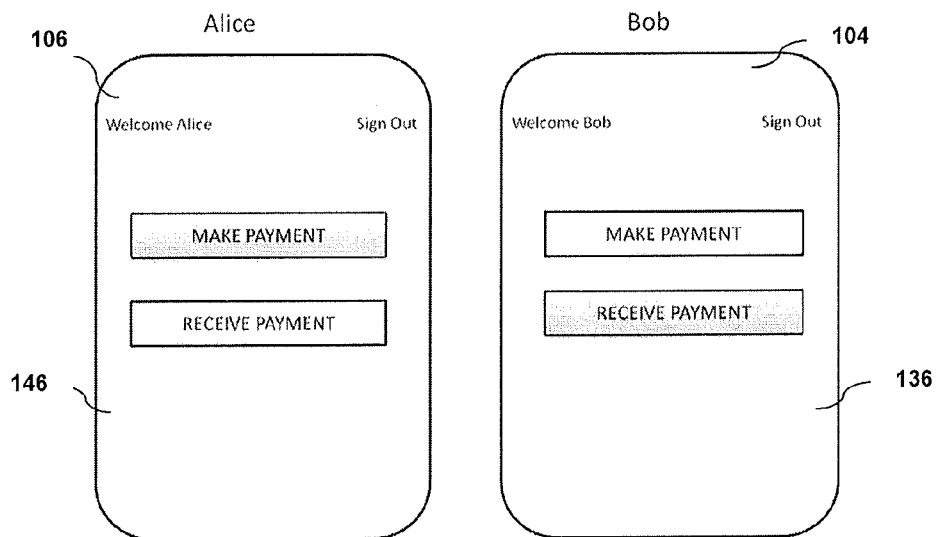 Alice
Bob
106
104
Welcome Alice
Sign Out
Welcome Bob
Sign Out
MAKE PAYMENT
MAKE PAYMENT
RECEIVE PAYMENT
RECEIVE PAYMENT
146
136